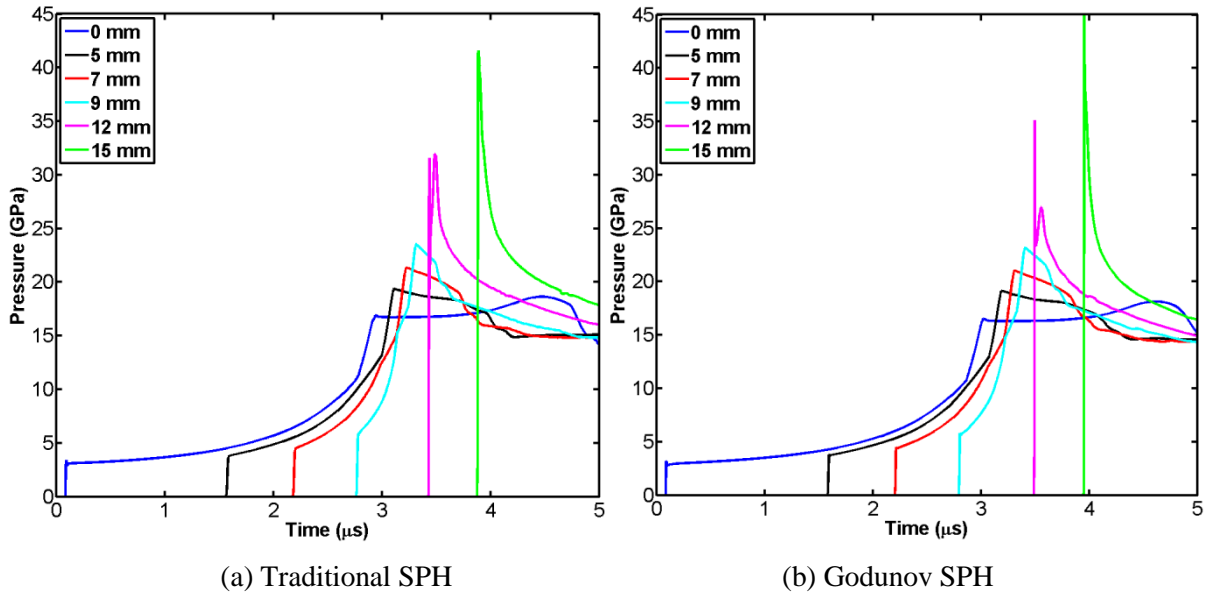 45
40
35
30
25
20
15
10
5
0
Pressure (GPa)
0 mm
5 mm
7 mm
9 mm
12 mm
15 mm
0 1 2 3 4 5
Time (μs)
(a) Traditional SPH
45
40
35
30
25
20
15
10
5
0
Pressure (GPa)
0 mm
5 mm
7 mm
9 mm
12 mm
15 mm
0 1 2 3 4 5
Time (μs)
(b) Godunov SPH